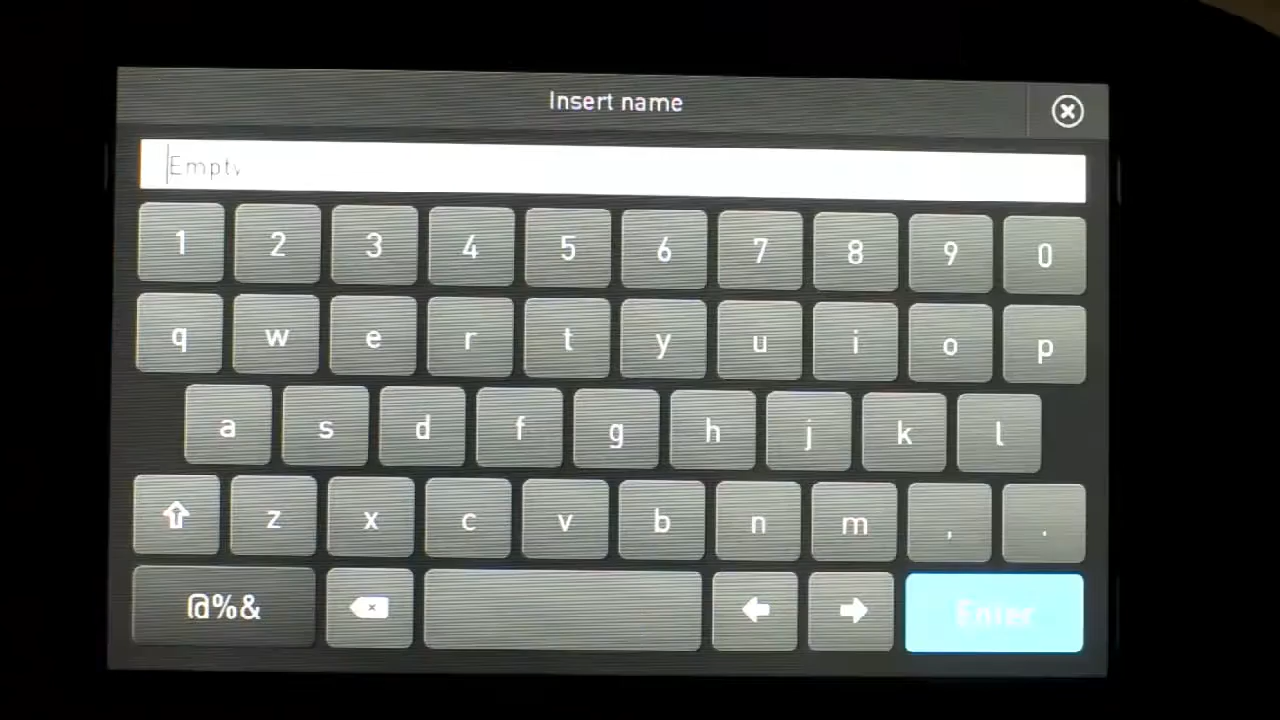 Insert name
Empty
1 2 3 4 5 6 7 8 9 0
q w e r t y u i o p
a s d f g h j k l
z x c v b n m , .
@%& Enter